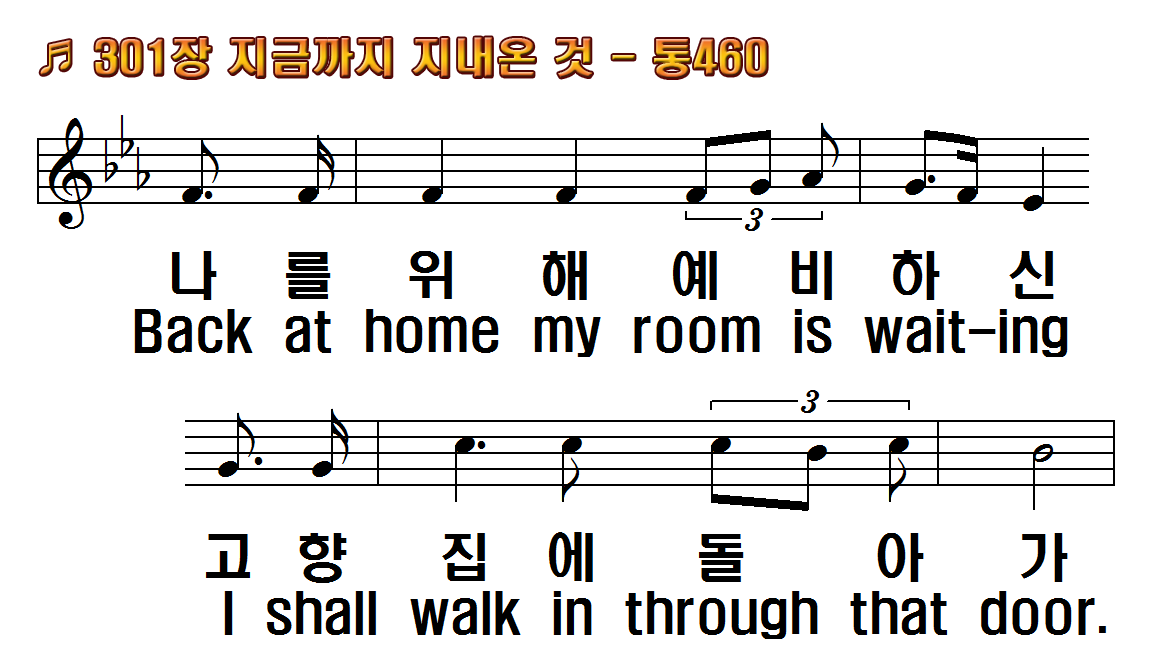 ♬ 301장 지금까지 지내온 것 - 통460
3
나 를 위 해 예 비 하 신
Back at home my room is wait-ing
3
고 향 집 에 돌 아 가
I shall walk in through that door.